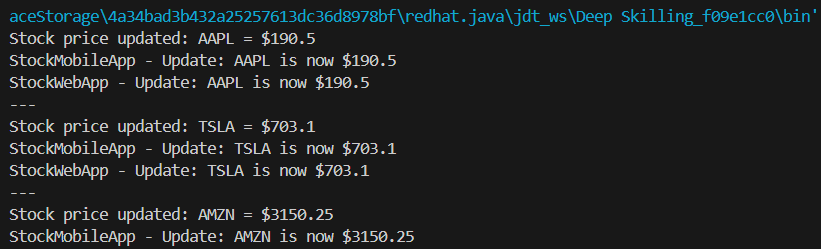 aceStorage\4a34bad3b432a25257613dc36d8978bf\redhat.java\jdt_ws\Deep Skilling_f09e1cc0\bin'
Stock price updated: AAPL = $190.5
StockMobileApp - Update: AAPL is now $190.5
StockWebApp - Update: AAPL is now $190.5
---
Stock price updated: TSLA = $703.1
StockMobileApp - Update: TSLA is now $703.1
StockWebApp - Update: TSLA is now $703.1
---
Stock price updated: AMZN = $3150.25
StockMobileApp - Update: AMZN is now $3150.25